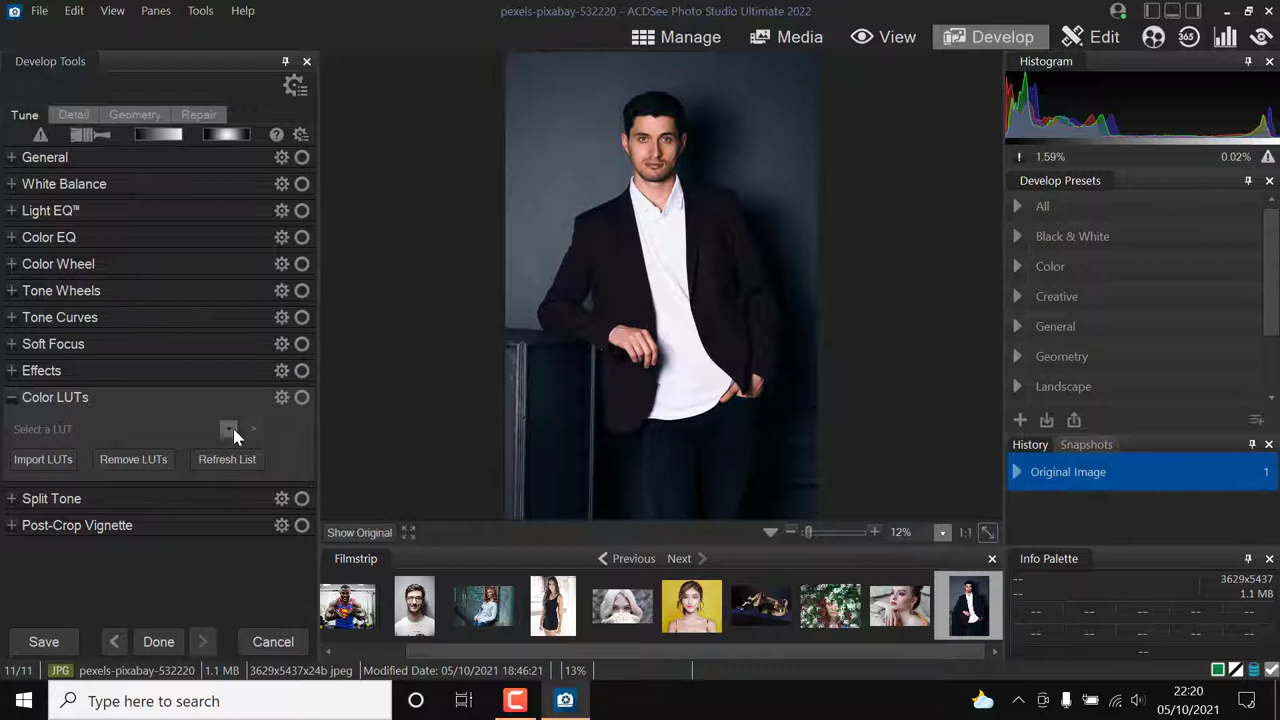 File Edit View Panes Tools Help
pexels-pixabay-532220 - ACDSee Photo Studio Ultimate 2022
Manage Media View Develop Edit 365
Develop Tools
Tune Detail Geometry Repair
General
White Balance
Light EQ™
Color EQ
Color Wheel
Tone Wheels
Tone Curves
Soft Focus
Effects
Color LUTs
Select a LUT
Import LUTs Remove LUTs Refresh List
Split Tone
Post-Crop Vignette
Save Done Cancel
Show Original
12% 1:1
Filmstrip
Previous Next
Histogram
1.59% 0.02%
Develop Presets
All
Black & White
Color
Creative
General
Geometry
Landscape
History Snapshots
Original Image 1
Info Palette
-- 3629x5437
-- 1.1 MB
-- -- -- --
-- -- -- --
--
11/11 JPG pexels-pixabay-532220 1.1 MB 3629x5437x24b jpeg Modified Date: 05/10/2021 18:46:21 13%
Type here to search
22:20
05/10/2021